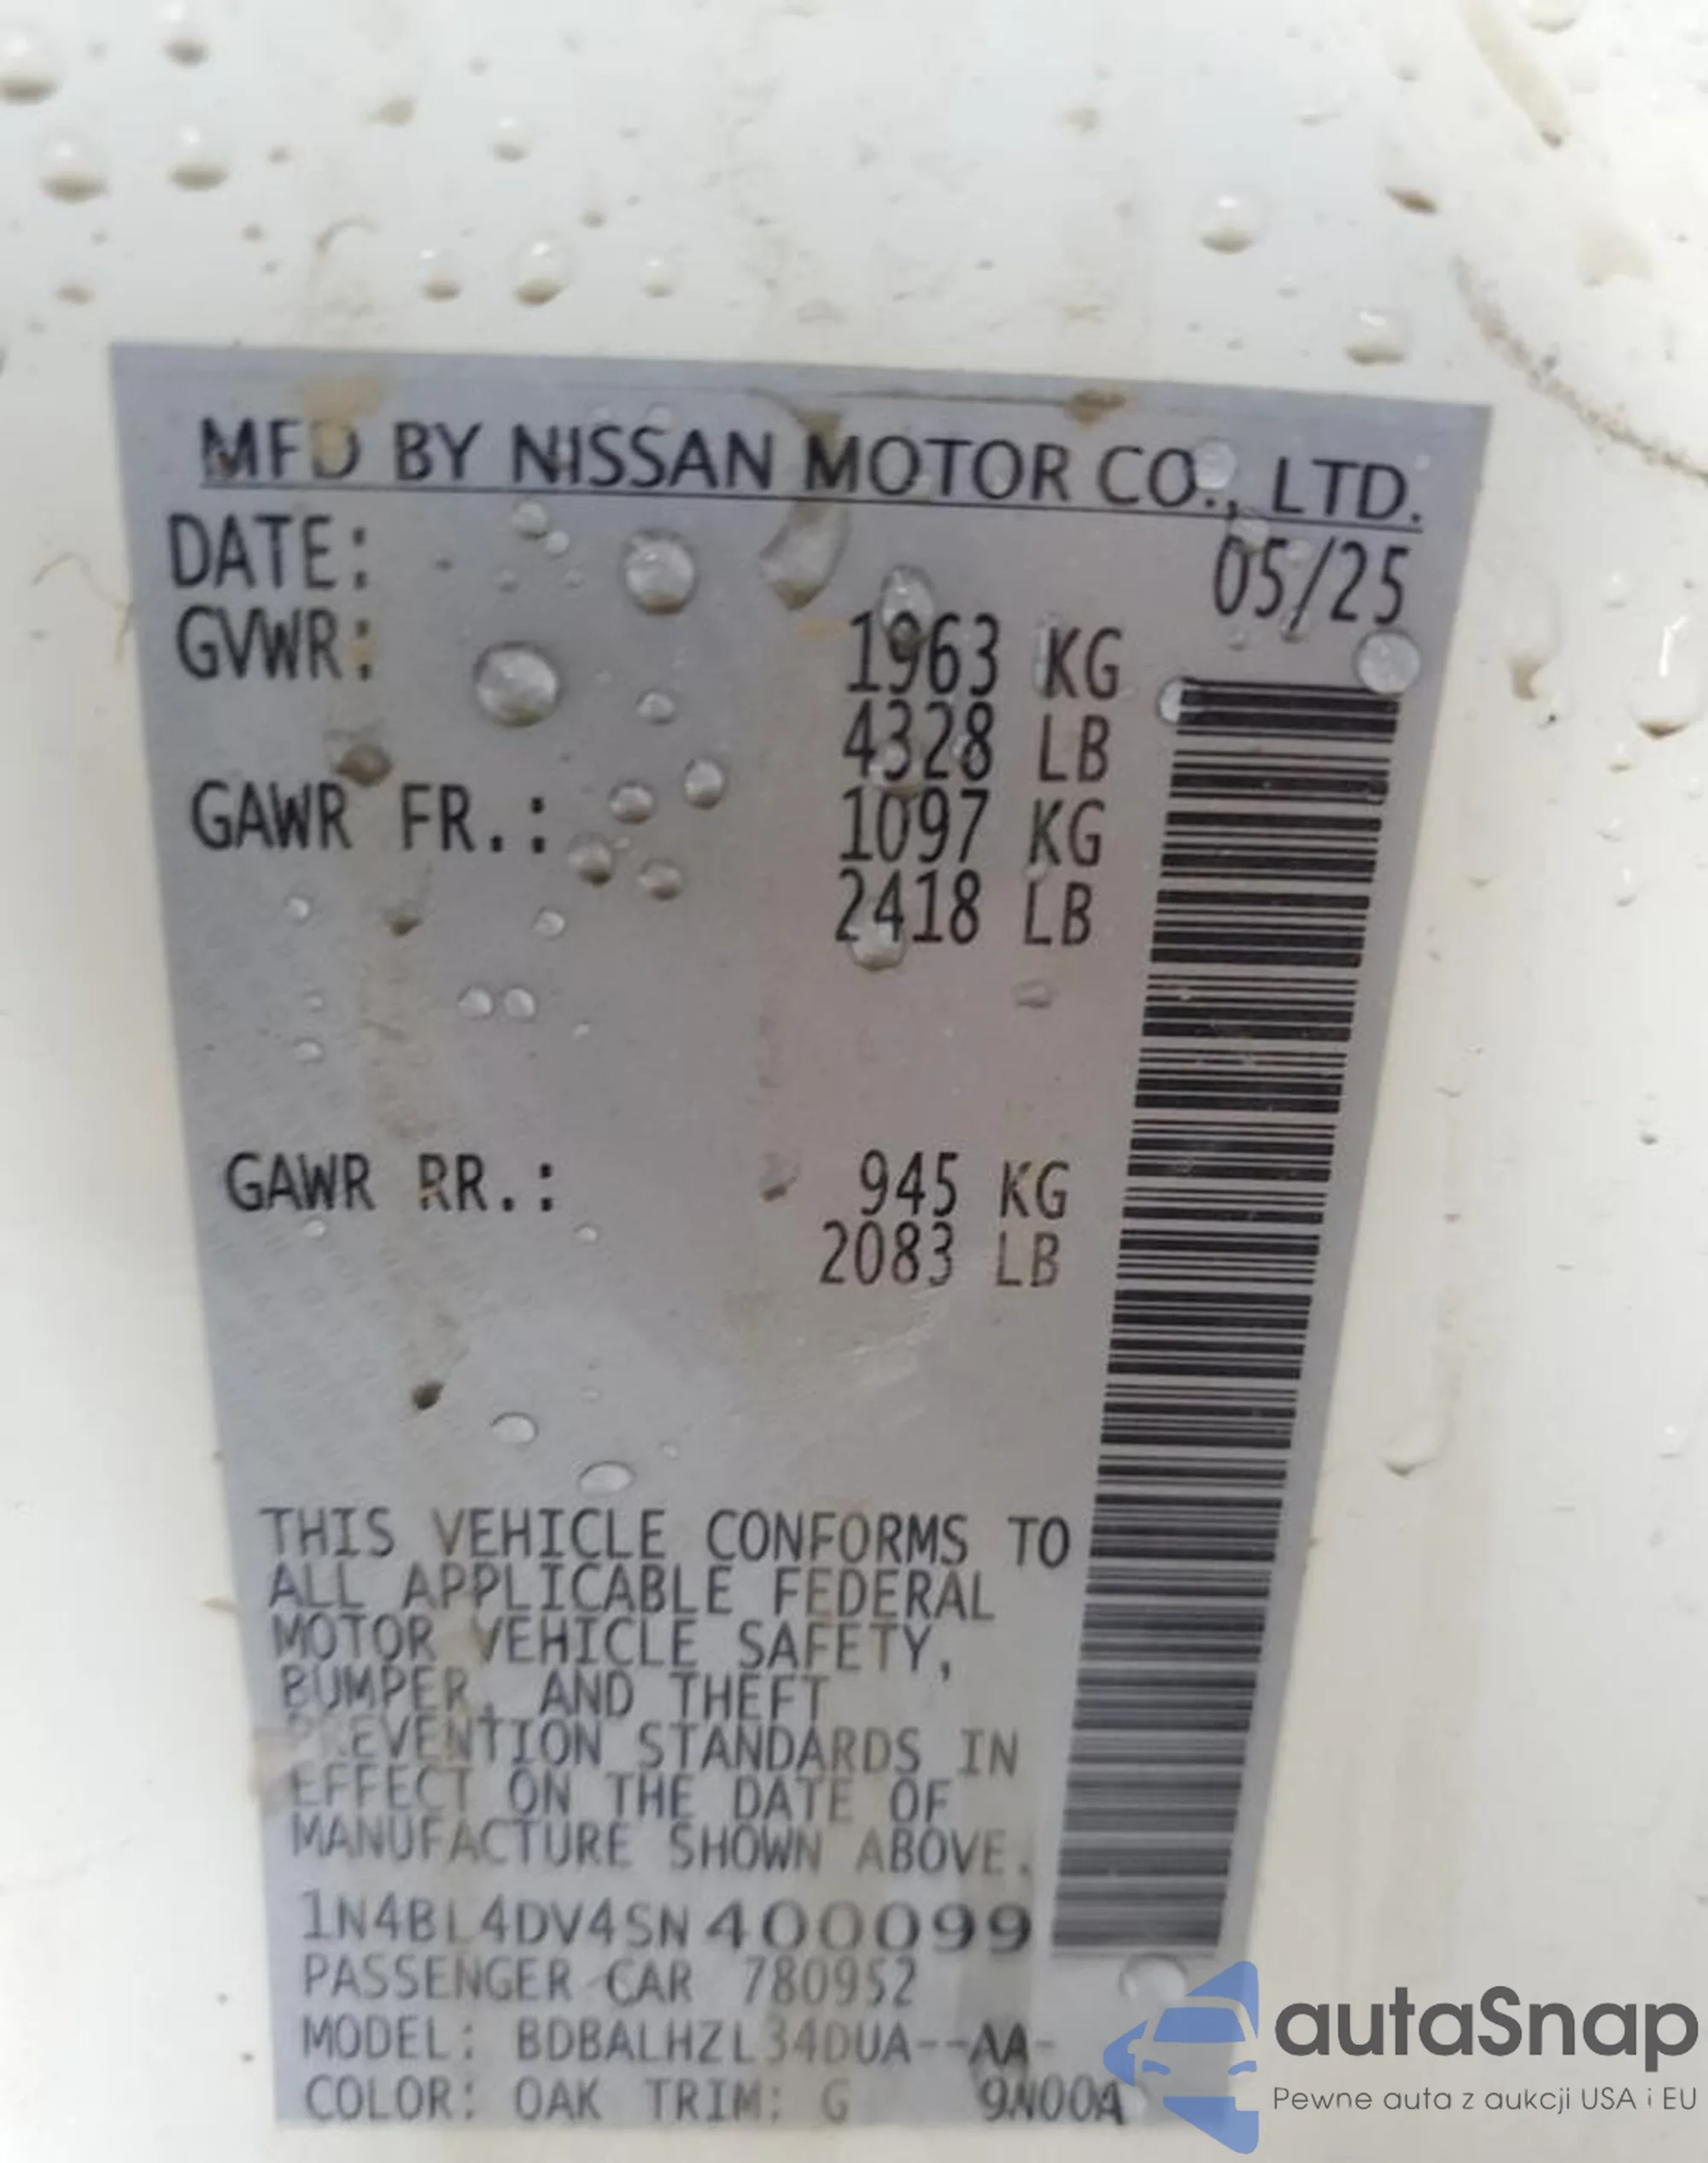 MFD BY NISSAN MOTOR CO., LTD.
DATE: 05/25
GVWR: 1963 KG
4328 LB
GAWR FR.: 1097 KG
2418 LB
GAWR RR.: 945 KG
2083 LB
THIS VEHICLE CONFORMS TO
ALL APPLICABLE FEDERAL
MOTOR VEHICLE SAFETY,
BUMPER, AND THEFT
PREVENTION STANDARDS IN
EFFECT ON THE DATE OF
MANUFACTURE SHOWN ABOVE.
1N4BL4DV4SN400099
PASSENGER CAR 780952
MODEL: BDBALHZL34DUA--AA-
COLOR: OAK TRIM: G 9N00A
autaSnap
Pewne auta z aukcji USA i EU